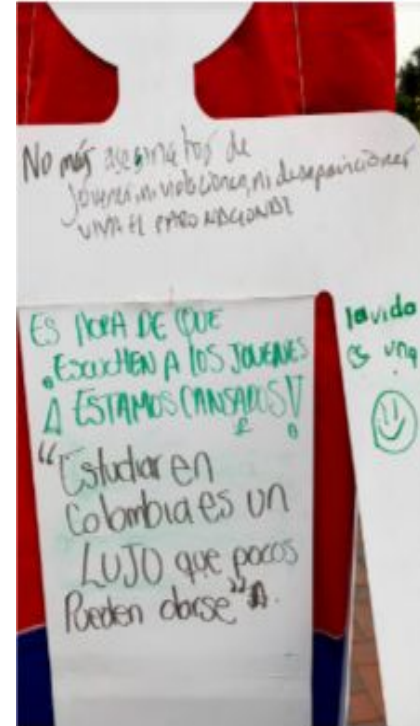 No más asesinatos de
jóvenes, ni violaciones, ni desapariciones
VIVA EL PARO NACIONAL
ES HORA DE QUE
ESCUCHEN A LOS JOVENES
¡ ESTAMOS CANSADOS !
"Estudiar en
Colombia es un
LUJO que pocos
Pueden darse"
la vida
es una